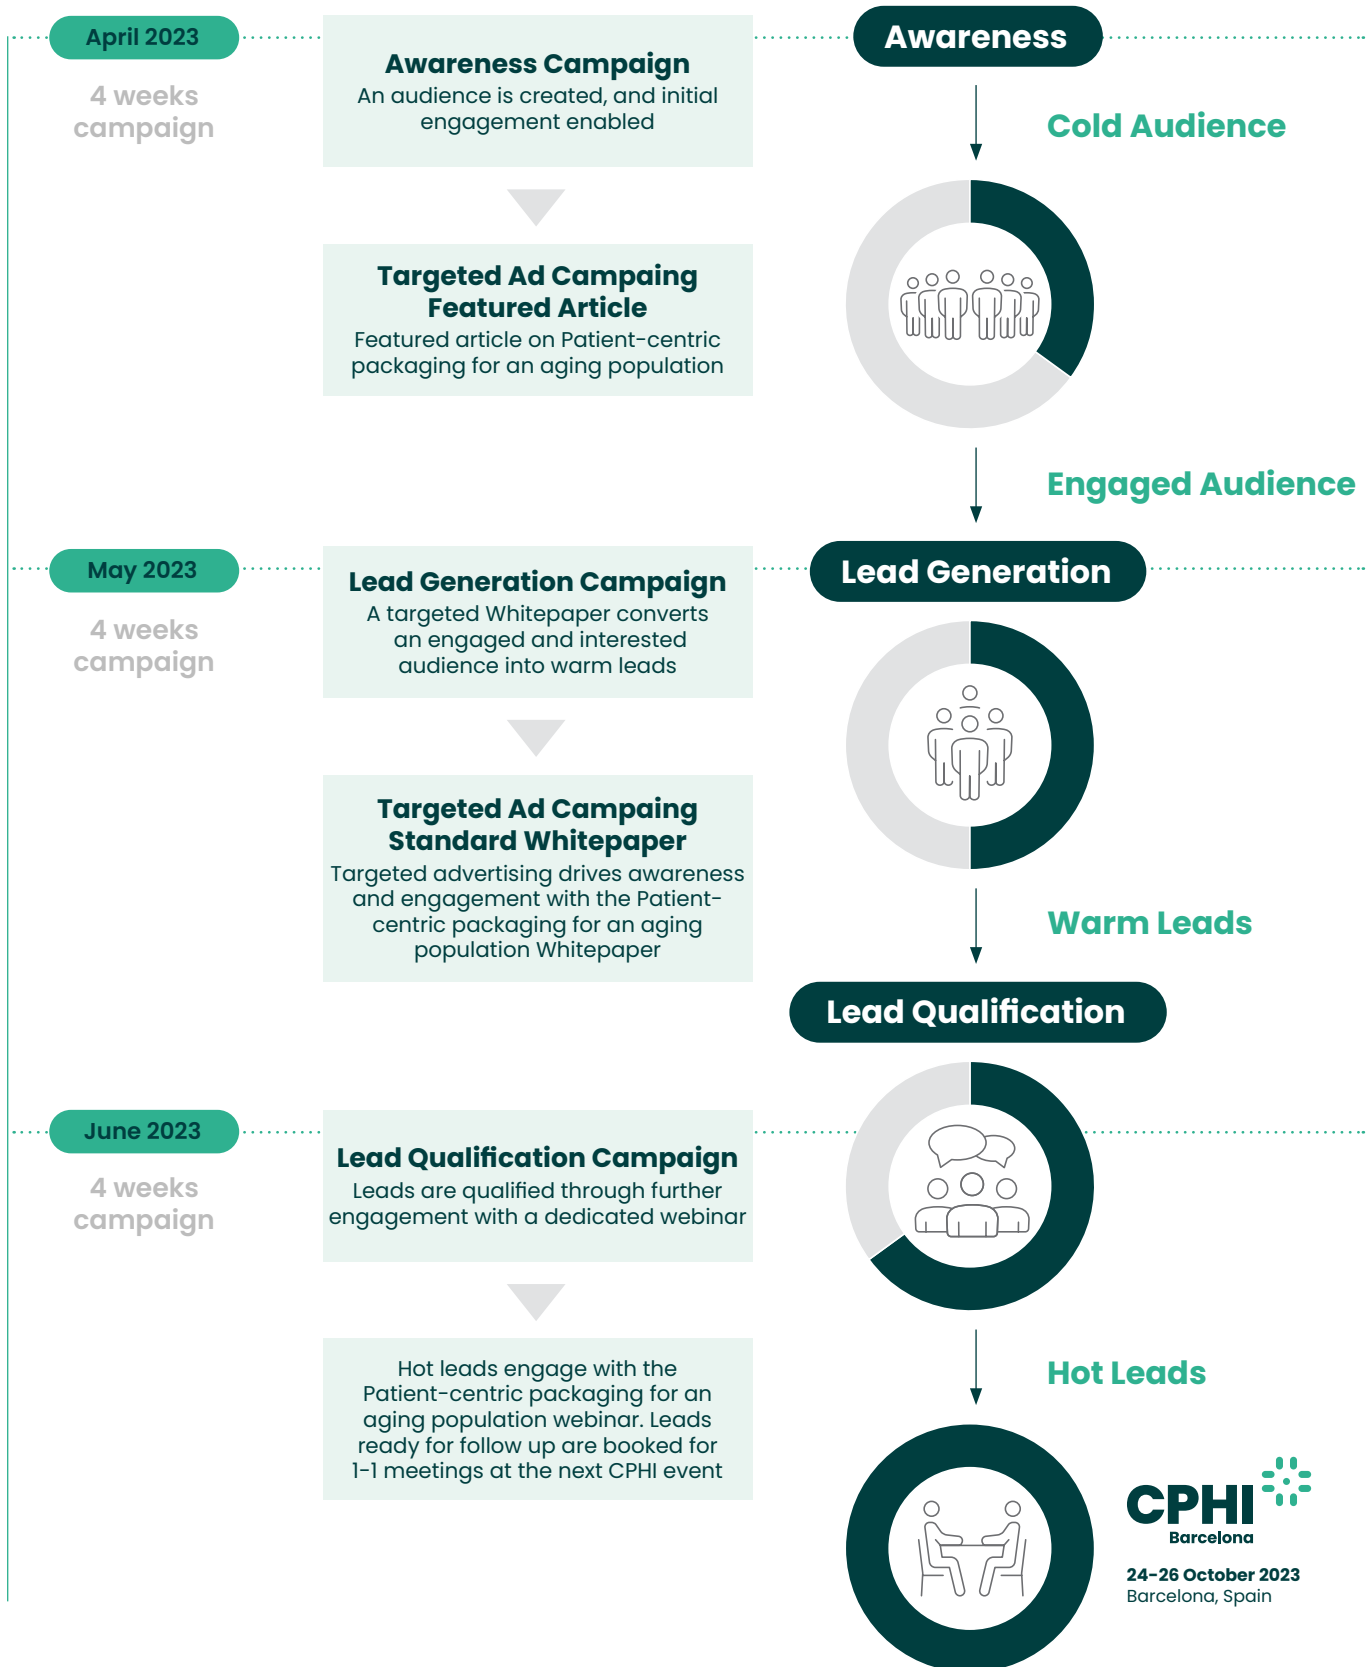 April 2023
4 weeks
campaign
Awareness Campaign
An audience is created, and initial
engagement enabled
Awareness
Cold Audience
Targeted Ad Campaing
Featured Article
Featured article on Patient-centric
packaging for an aging population
Engaged Audience
May 2023
4 weeks
campaign
Lead Generation Campaign
A targeted Whitepaper converts
an engaged and interested
audience into warm leads
Lead Generation
Targeted Ad Campaing
Standard Whitepaper
Targeted advertising drives awareness
and engagement with the Patient-
centric packaging for an aging
population Whitepaper
Warm Leads
Lead Qualification
June 2023
4 weeks
campaign
Lead Qualification Campaign
Leads are qualified through further
engagement with a dedicated webinar
Hot leads engage with the
Patient-centric packaging for an
aging population webinar. Leads
ready for follow up are booked for
1-1 meetings at the next CPHI event
Hot Leads
CPHI
Barcelona
24-26 October 2023
Barcelona, Spain